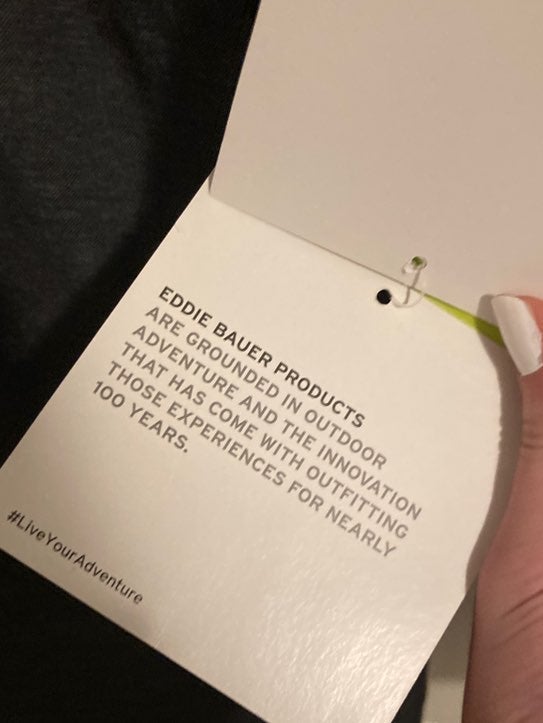 EDDIE BAUER PRODUCTS
ARE GROUNDED IN OUTDOOR
ADVENTURE AND THE INNOVATION
THAT HAS COME WITH OUTFITTING
THOSE EXPERIENCES FOR NEARLY
100 YEARS.
#LiveYourAdventure